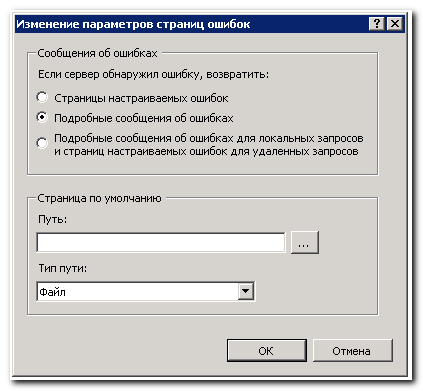 Изменение параметров страниц ошибок
Сообщения об ошибках
Если сервер обнаружил ошибку, возвратить:
Страницы настраиваемых ошибок
Подробные сообщения об ошибках
Подробные сообщения об ошибках для локальных запросов
и страниц настраиваемых ошибок для удаленных запросов
Страница по умолчанию
Путь:
...
Тип пути:
Файл
OK
Отмена